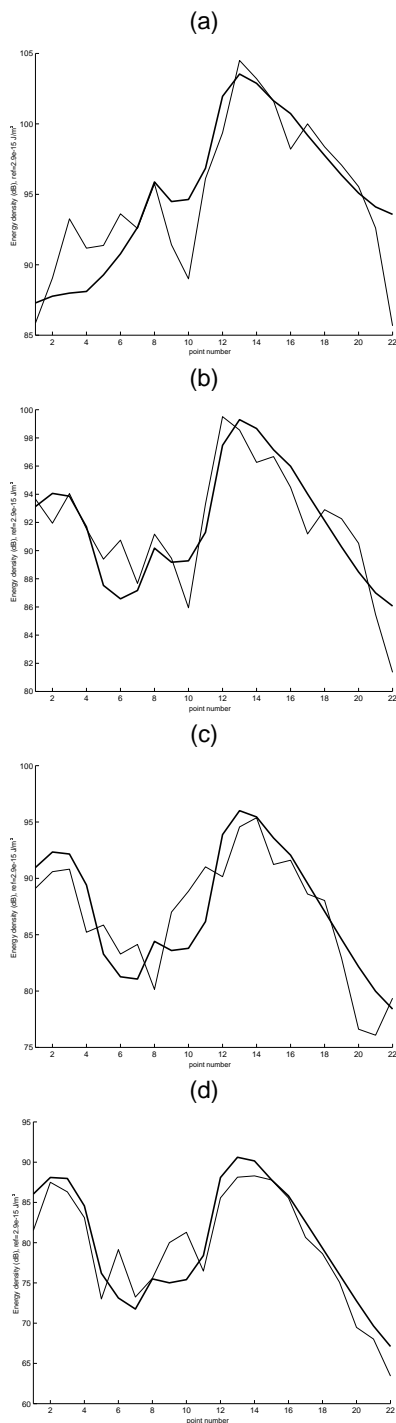 (a)
105
100
95
90
85
Energy density (dB), ref=2.9e-15 J/m³
2 4 6 8 10 12 14 16 18 20 22
point number
(b)
100
98
96
94
92
90
88
86
84
82
80
Energy density (dB), ref=2.9e-15 J/m³
2 4 6 8 10 12 14 16 18 20 22
point number
(c)
100
95
90
85
80
75
Energy density (dB), ref=2.9e-15 J/m³
2 4 6 8 10 12 14 16 18 20 22
point number
(d)
95
90
85
80
75
70
65
60
Energy density (dB), ref=2.9e-15 J/m³
2 4 6 8 10 12 14 16 18 20 22
point number